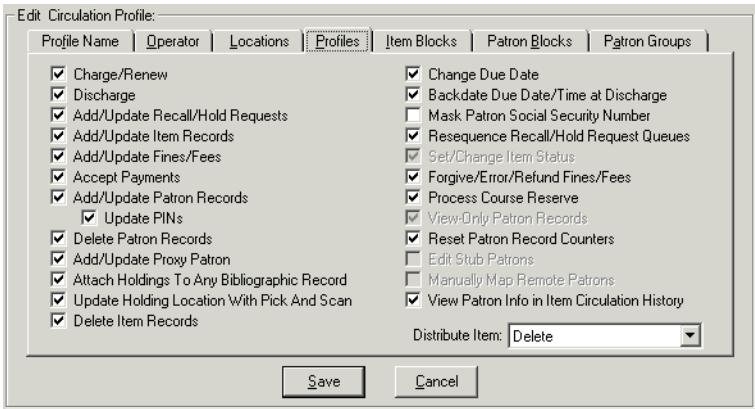 Edit Circulation Profile:
Profile Name
Operator
Locations
Profiles
Item Blocks
Patron Blocks
Patron Groups
Charge/Renew
Discharge
Add/Update Recall/Hold Requests
Add/Update Item Records
Add/Update Fines/Fees
Accept Payments
Add/Update Patron Records
Update PINs
Delete Patron Records
Add/Update Proxy Patron
Attach Holdings To Any Bibliographic Record
Update Holding Location With Pick And Scan
Delete Item Records
Change Due Date
Backdate Due Date/Time at Discharge
Mask Patron Social Security Number
Resequence Recall/Hold Request Queues
Set/Change Item Status
Forgive/Error/Refund Fines/Fees
Process Course Reserve
View-Only Patron Records
Reset Patron Record Counters
Edit Stub Patrons
Manually Map Remote Patrons
View Patron Info in Item Circulation History
Distribute Item: Delete
Save
Cancel